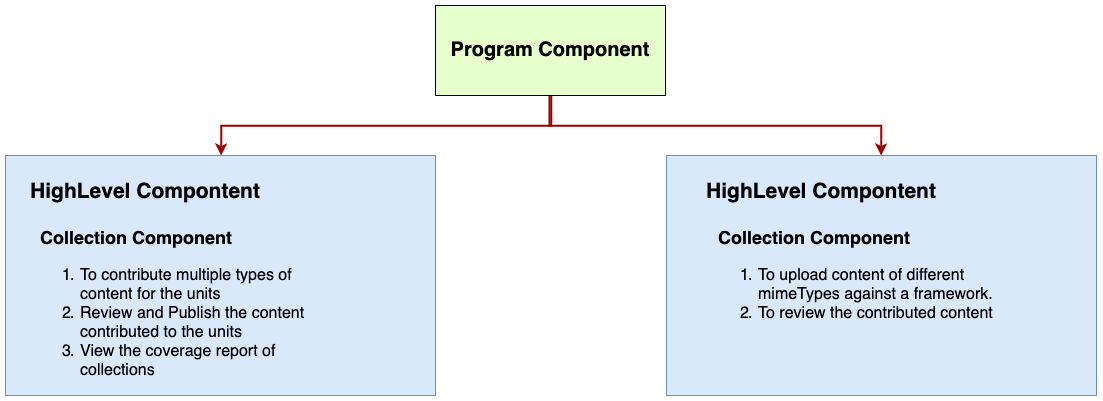 Program Component
HighLevel Compontent
Collection Component
1. To contribute multiple types of
content for the units
2. Review and Publish the content
contributed to the units
3. View the coverage report of
collections
HighLevel Compontent
Collection Component
1. To upload content of different
mimeTypes against a framework.
2. To review the contributed content